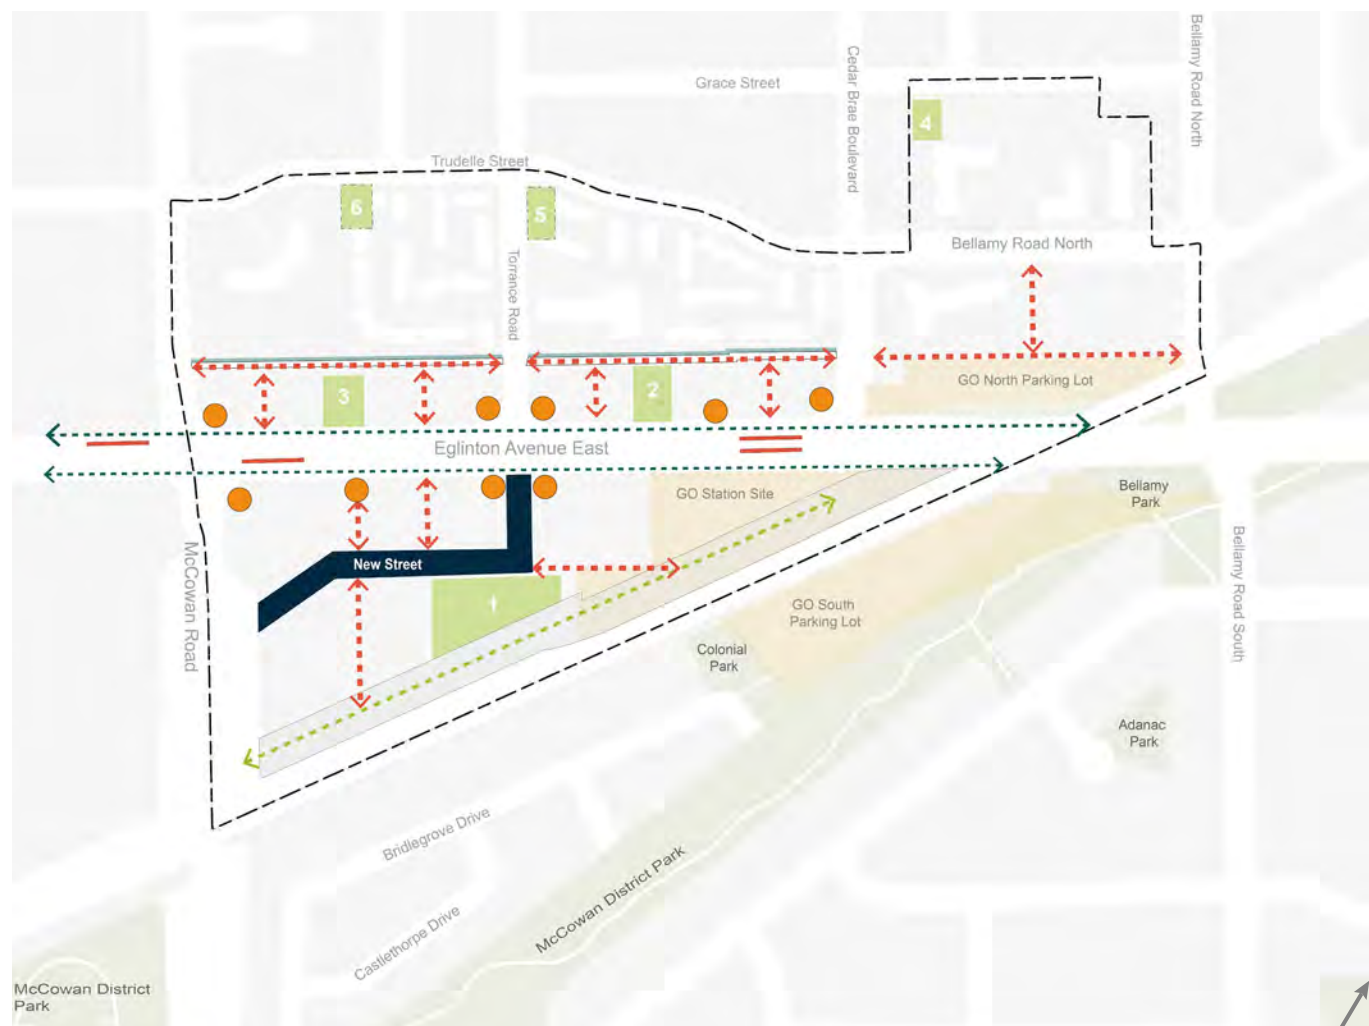 Bellamy Road North
Cedar Brae Boulevard
Grace Street
4
Trudelle Street
6
5
Bellamy Road North
Torrance Road
GO North Parking Lot
3
2
Eglinton Avenue East
GO Station Site
Bellamy
Park
New Street
McCowan Road
Bellamy Road South
1
GO South
Parking Lot
Colonial
Park
Adanac
Park
Bridlegrove Drive
McCowan District Park
Castlethorpe Drive
McCowan District
Park